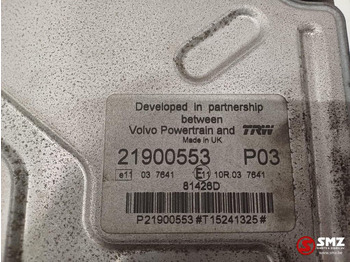 Developed in partnership
between
Volvo Powertrain and TRW
Made in UK
21900553 P03
e11 03 7641 E11 10R 03 7641
81426D
P21900553#T15241325#
SMZ